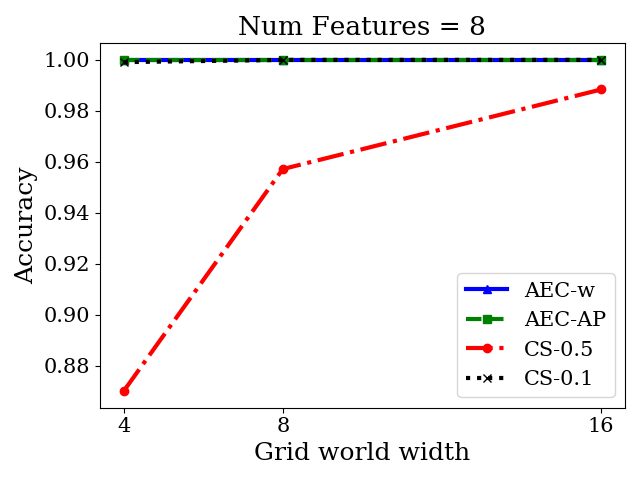 Num Features = 8
Accuracy
1.00
0.98
0.96
0.94
0.92
0.90
0.88
4
8
16
Grid world width
AEC-w
AEC-AP
CS-0.5
CS-0.1